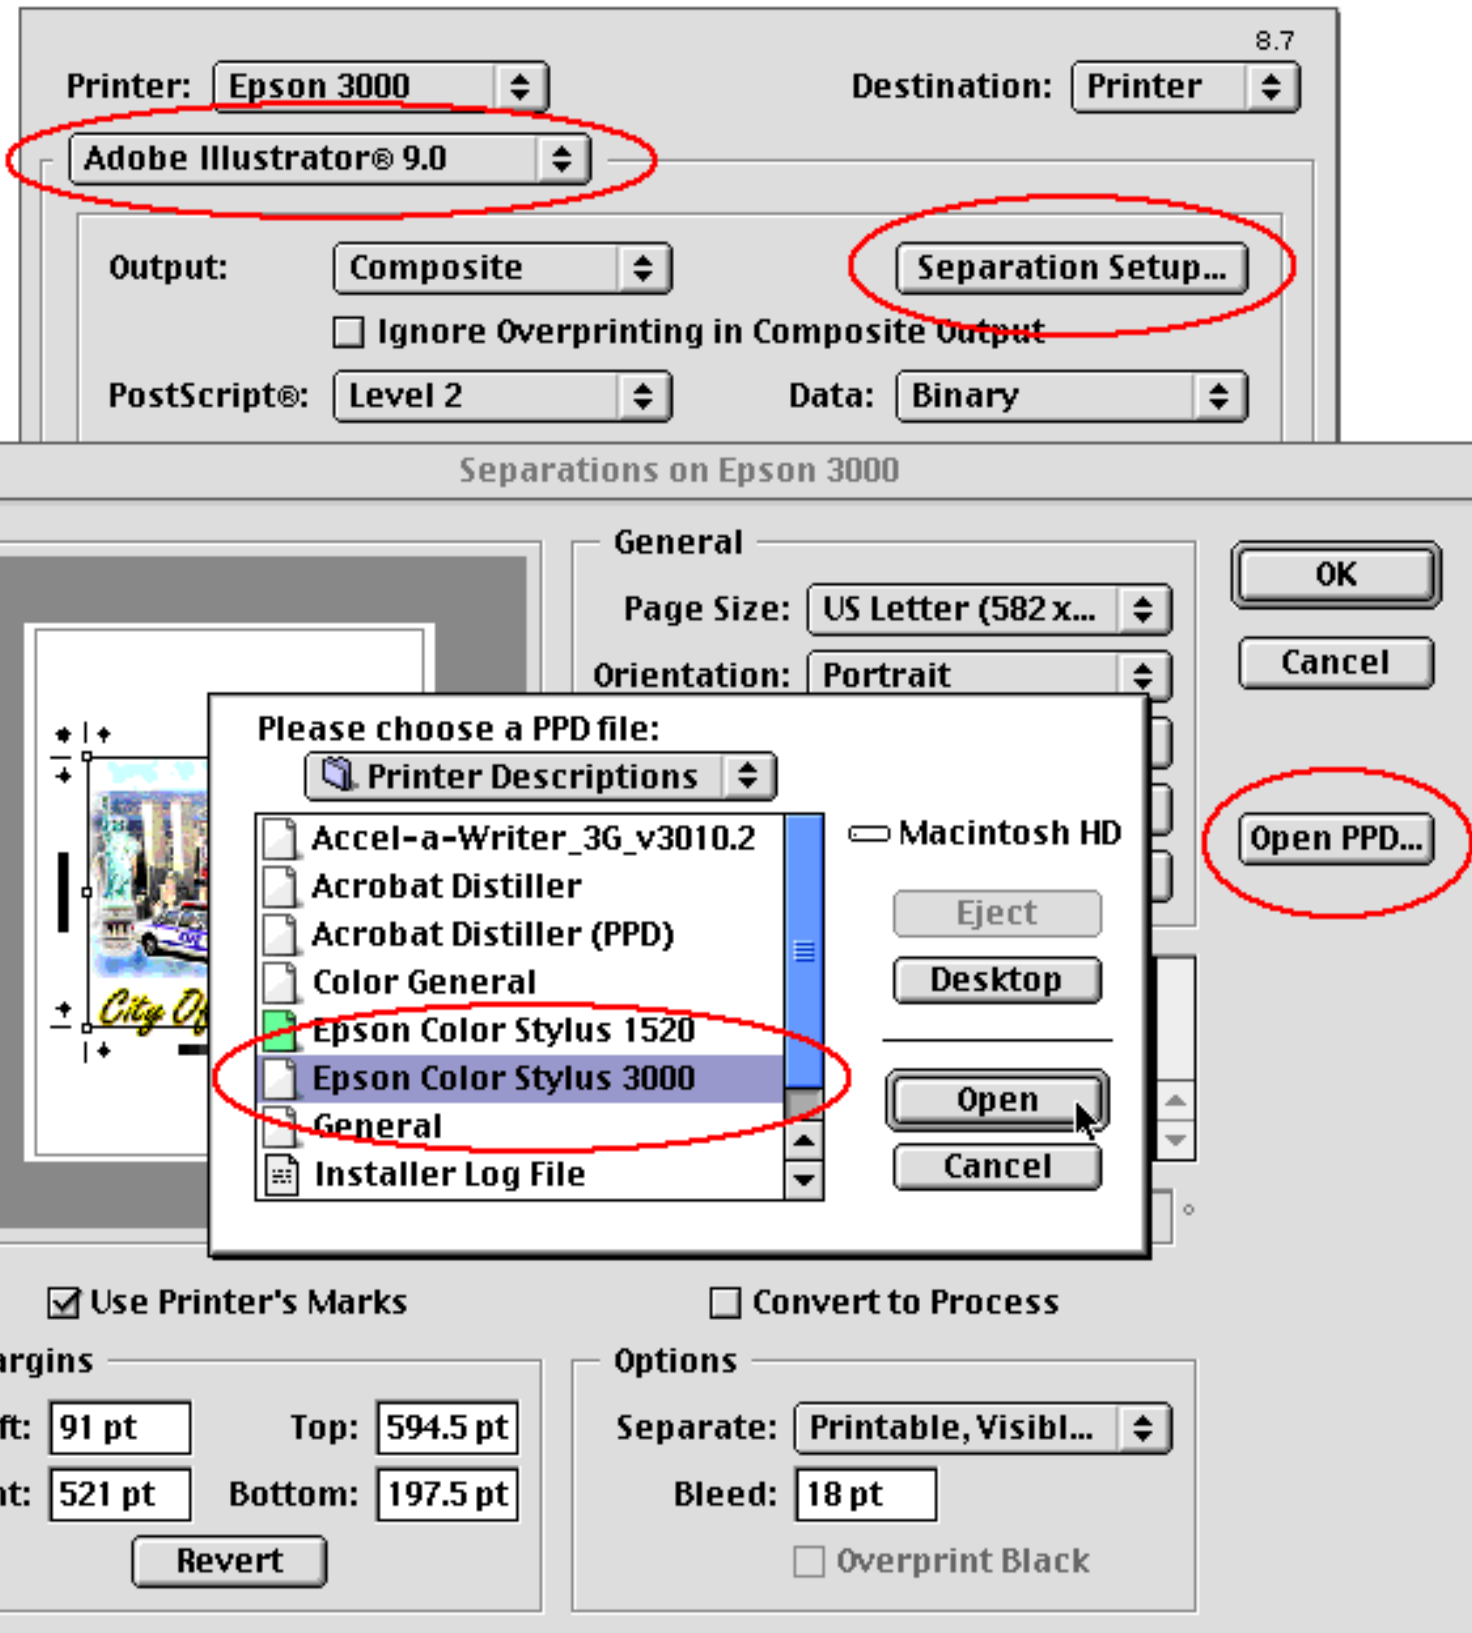 8.7
Printer: Epson 3000 Destination: Printer
Adobe Illustrator® 9.0
Output: Composite Separation Setup...
Ignore Overprinting in Composite Output
PostScript®: Level 2 Data: Binary
Separations on Epson 3000
General
OK
Page Size: US Letter (582 x...
Cancel
Orientation: Portrait
Please choose a PPD file:
Printer Descriptions
Open PPD...
Accel-a-Writer_3G_v3010.2
Macintosh HD
Acrobat Distiller
Eject
Acrobat Distiller (PPD)
Color General
Desktop
City Of
Epson Color Stylus 1520
Epson Color Stylus 3000
Open
General
Cancel
Installer Log File
°
Use Printer's Marks Convert to Process
argins Options
ft: 91 pt Top: 594.5 pt Separate: Printable, Visibl...
ht: 521 pt Bottom: 197.5 pt Bleed: 18 pt
Revert Overprint Black